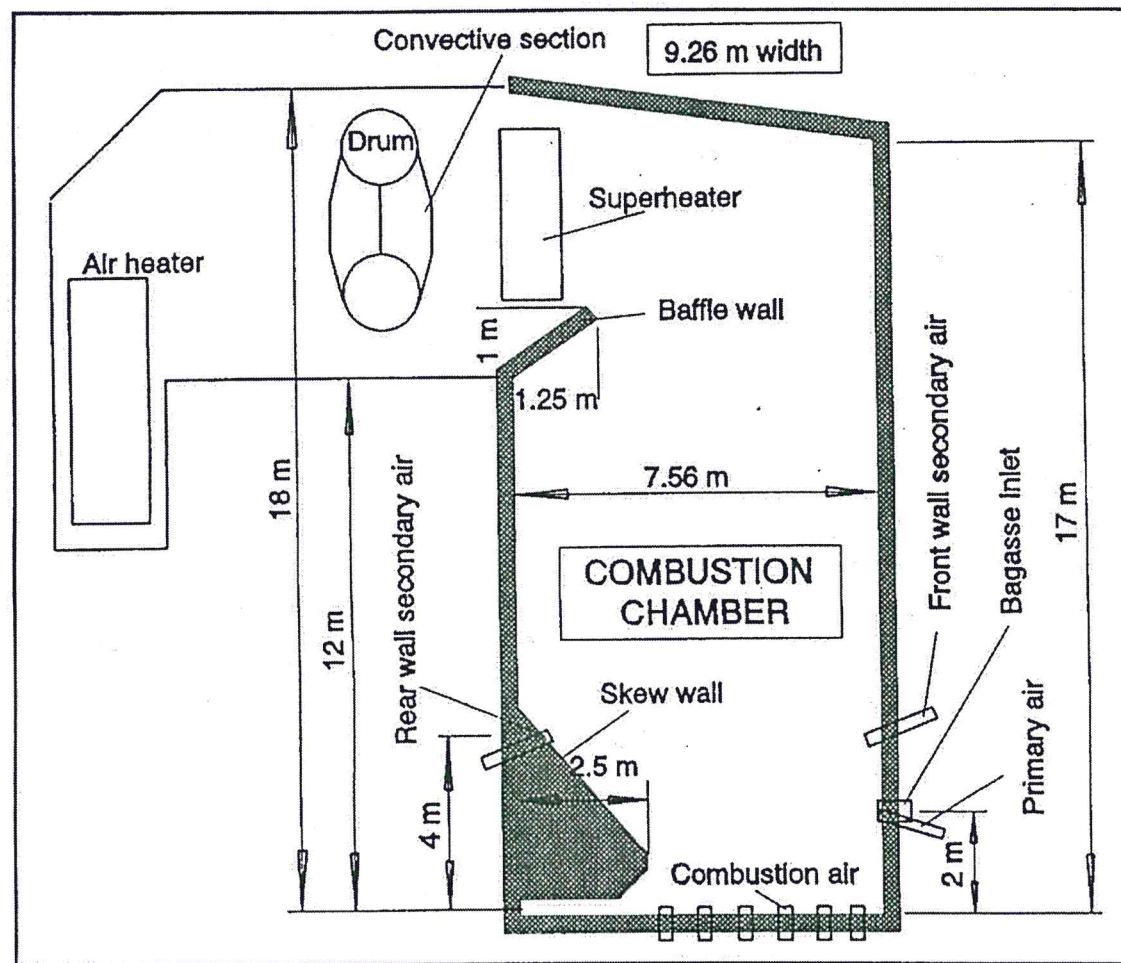 Convective section
9.26 m width
Drum
Superheater
Air heater
Baffle wall
1 m
1.25 m
18 m
12 m
7.56 m
17 m
COMBUSTION
CHAMBER
Rear wall secondary air
Front wall secondary air
Bagasse Inlet
Primary air
Skew wall
2.5 m
4 m
2 m
Combustion air